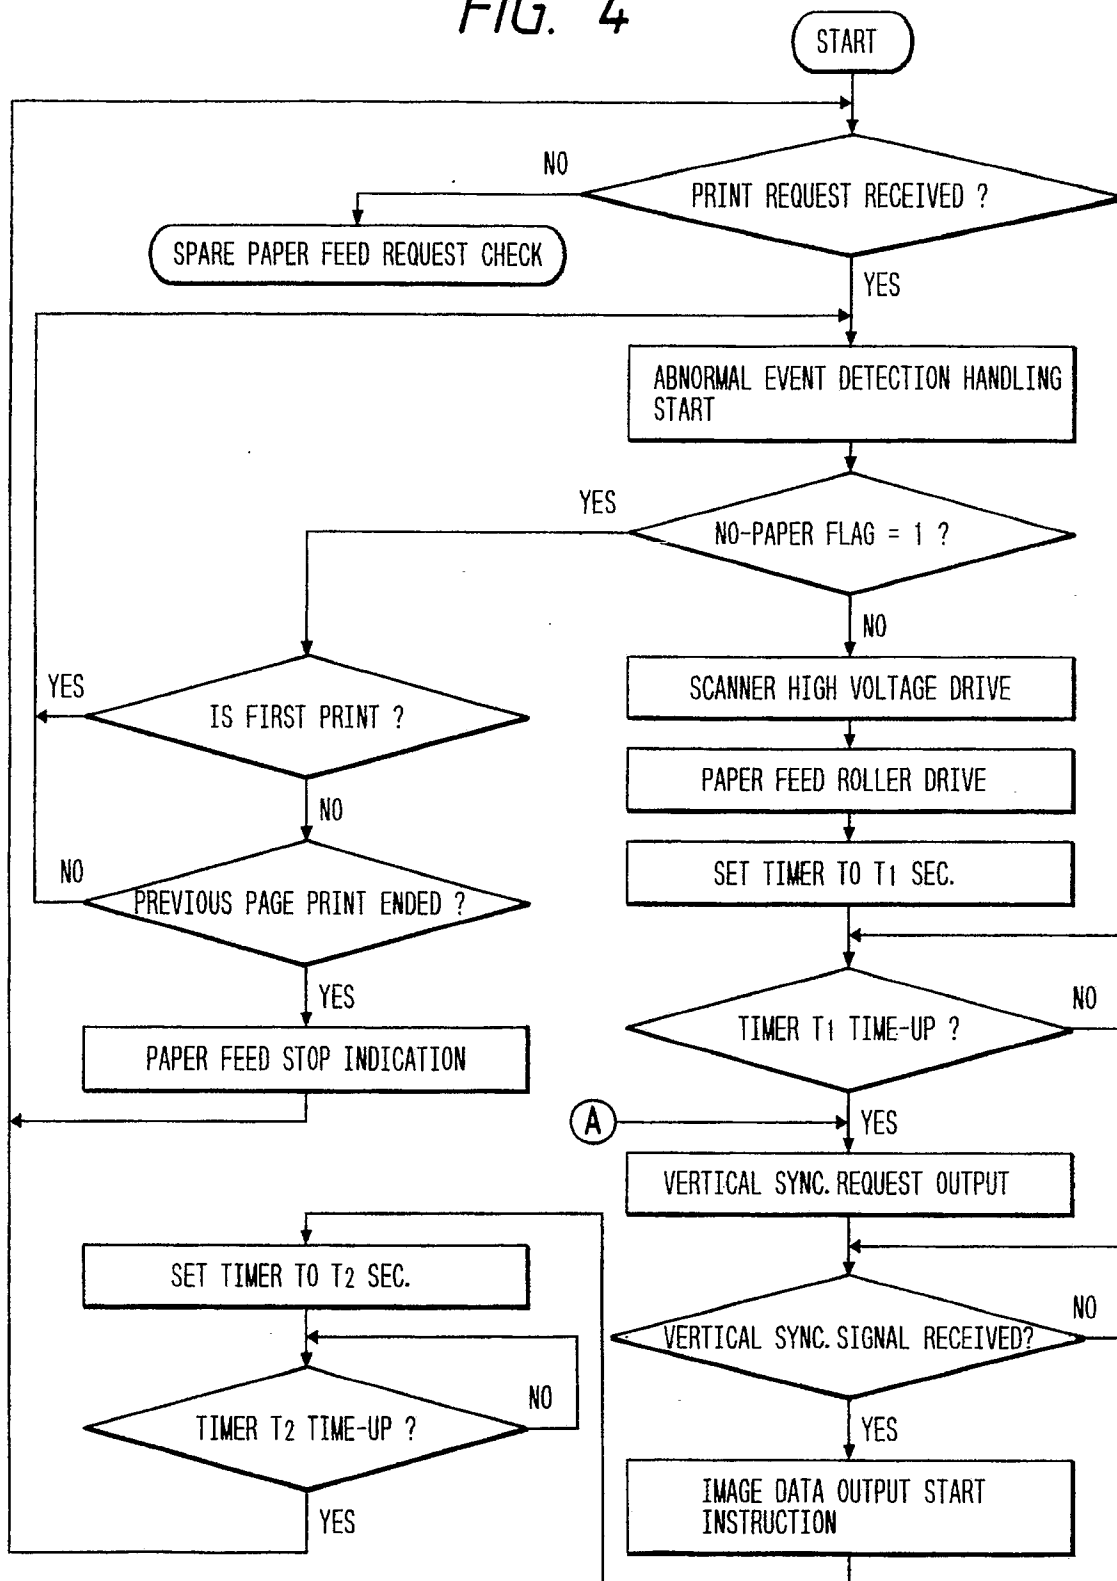 FIG. 4
START
NO
PRINT REQUEST RECEIVED ?
SPARE PAPER FEED REQUEST CHECK
YES
ABNORMAL EVENT DETECTION HANDLING
START
YES
NO-PAPER FLAG = 1 ?
NO
YES
IS FIRST PRINT ?
SCANNER HIGH VOLTAGE DRIVE
PAPER FEED ROLLER DRIVE
NO
NO
PREVIOUS PAGE PRINT ENDED ?
SET TIMER TO T1 SEC.
YES
NO
TIMER T1 TIME-UP ?
PAPER FEED STOP INDICATION
A
YES
VERTICAL SYNC. REQUEST OUTPUT
SET TIMER TO T2 SEC.
NO
VERTICAL SYNC. SIGNAL RECEIVED?
NO
TIMER T2 TIME-UP ?
YES
IMAGE DATA OUTPUT START
INSTRUCTION
YES